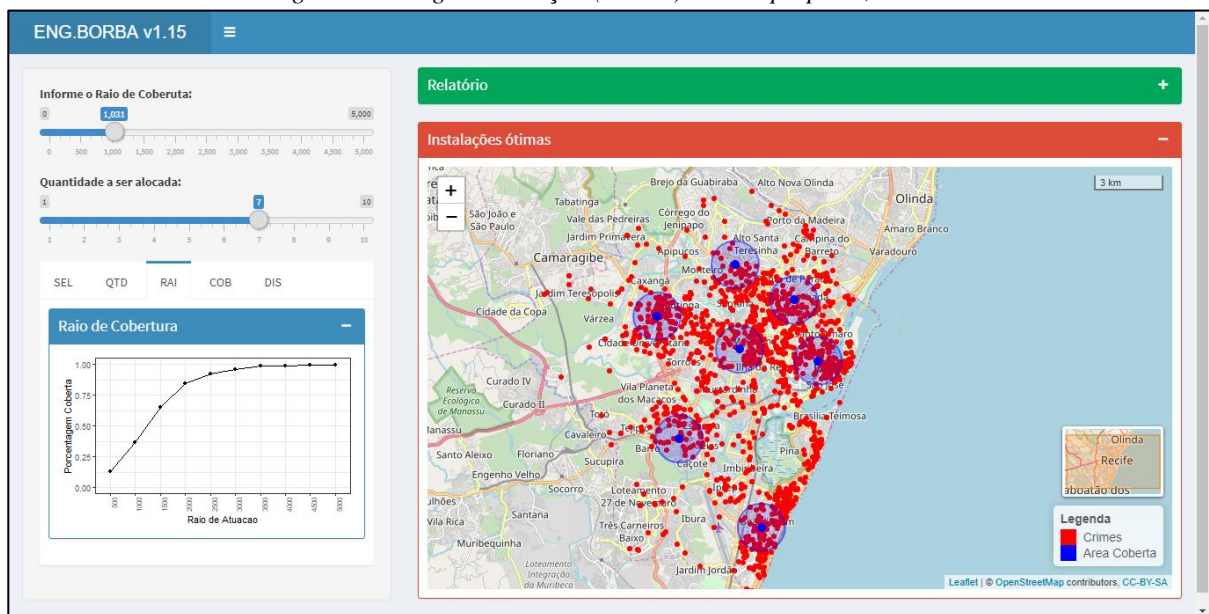 ENG.BORBA v1.15
Informe o Raio de Coberuta:
0 1,031 5,000
0 500 1,000 1,500 2,000 2,500 3,000 3,500 4,000 4,500 5,000
Quantidade a ser alocada:
1 7 10
1 2 3 4 5 6 7 8 9 10
SEL QTD RAI COB DIS
Raio de Cobertura −
Porcentagem Coberta
1.00
0.75
0.50
0.25
0.00
500 1000 1500 2000 2500 3000 3500 4000 4500 5000
Raio de Atuacao
Relatório +
Instalações ótimas −
+
−
3 km
Brejo da Guabiraba Alto Nova Olinda
Olinda
Tabatinga
São João e
São Paulo
Vale das Pedreiras
Córrego do
Jenipapo
Porto da Madeira
Amaro Branco
Jardim Primavera
Alto Santa
Teresinha
Campina do
Barreto
Varadouro
Apipucos
Camaragibe
Caxangá
Jardim Teresópolis
Cidade da Copa
Várzea
Torrões
Curado IV
Reserva
Ecológica
de Manassu
Vila Planeta
dos Macacos
Curado II
Totó
Brasília Teimosa
Cavaleiro
Santo Aleixo
Floriano
Pina
Sucupira
Caçote
Engenho Velho
Socorro
Loteamento
27 de Novembro
Santana
Ibura
Vila Rica
Três Carneiros
Baixo
Muribequinha
Loteamento
Integração
da Muribeca
Jardim Jordão
Olinda
Recife
aboatão dos
Legenda
Crimes
Area Coberta
Leaflet | © OpenStreetMap contributors, CC-BY-SA